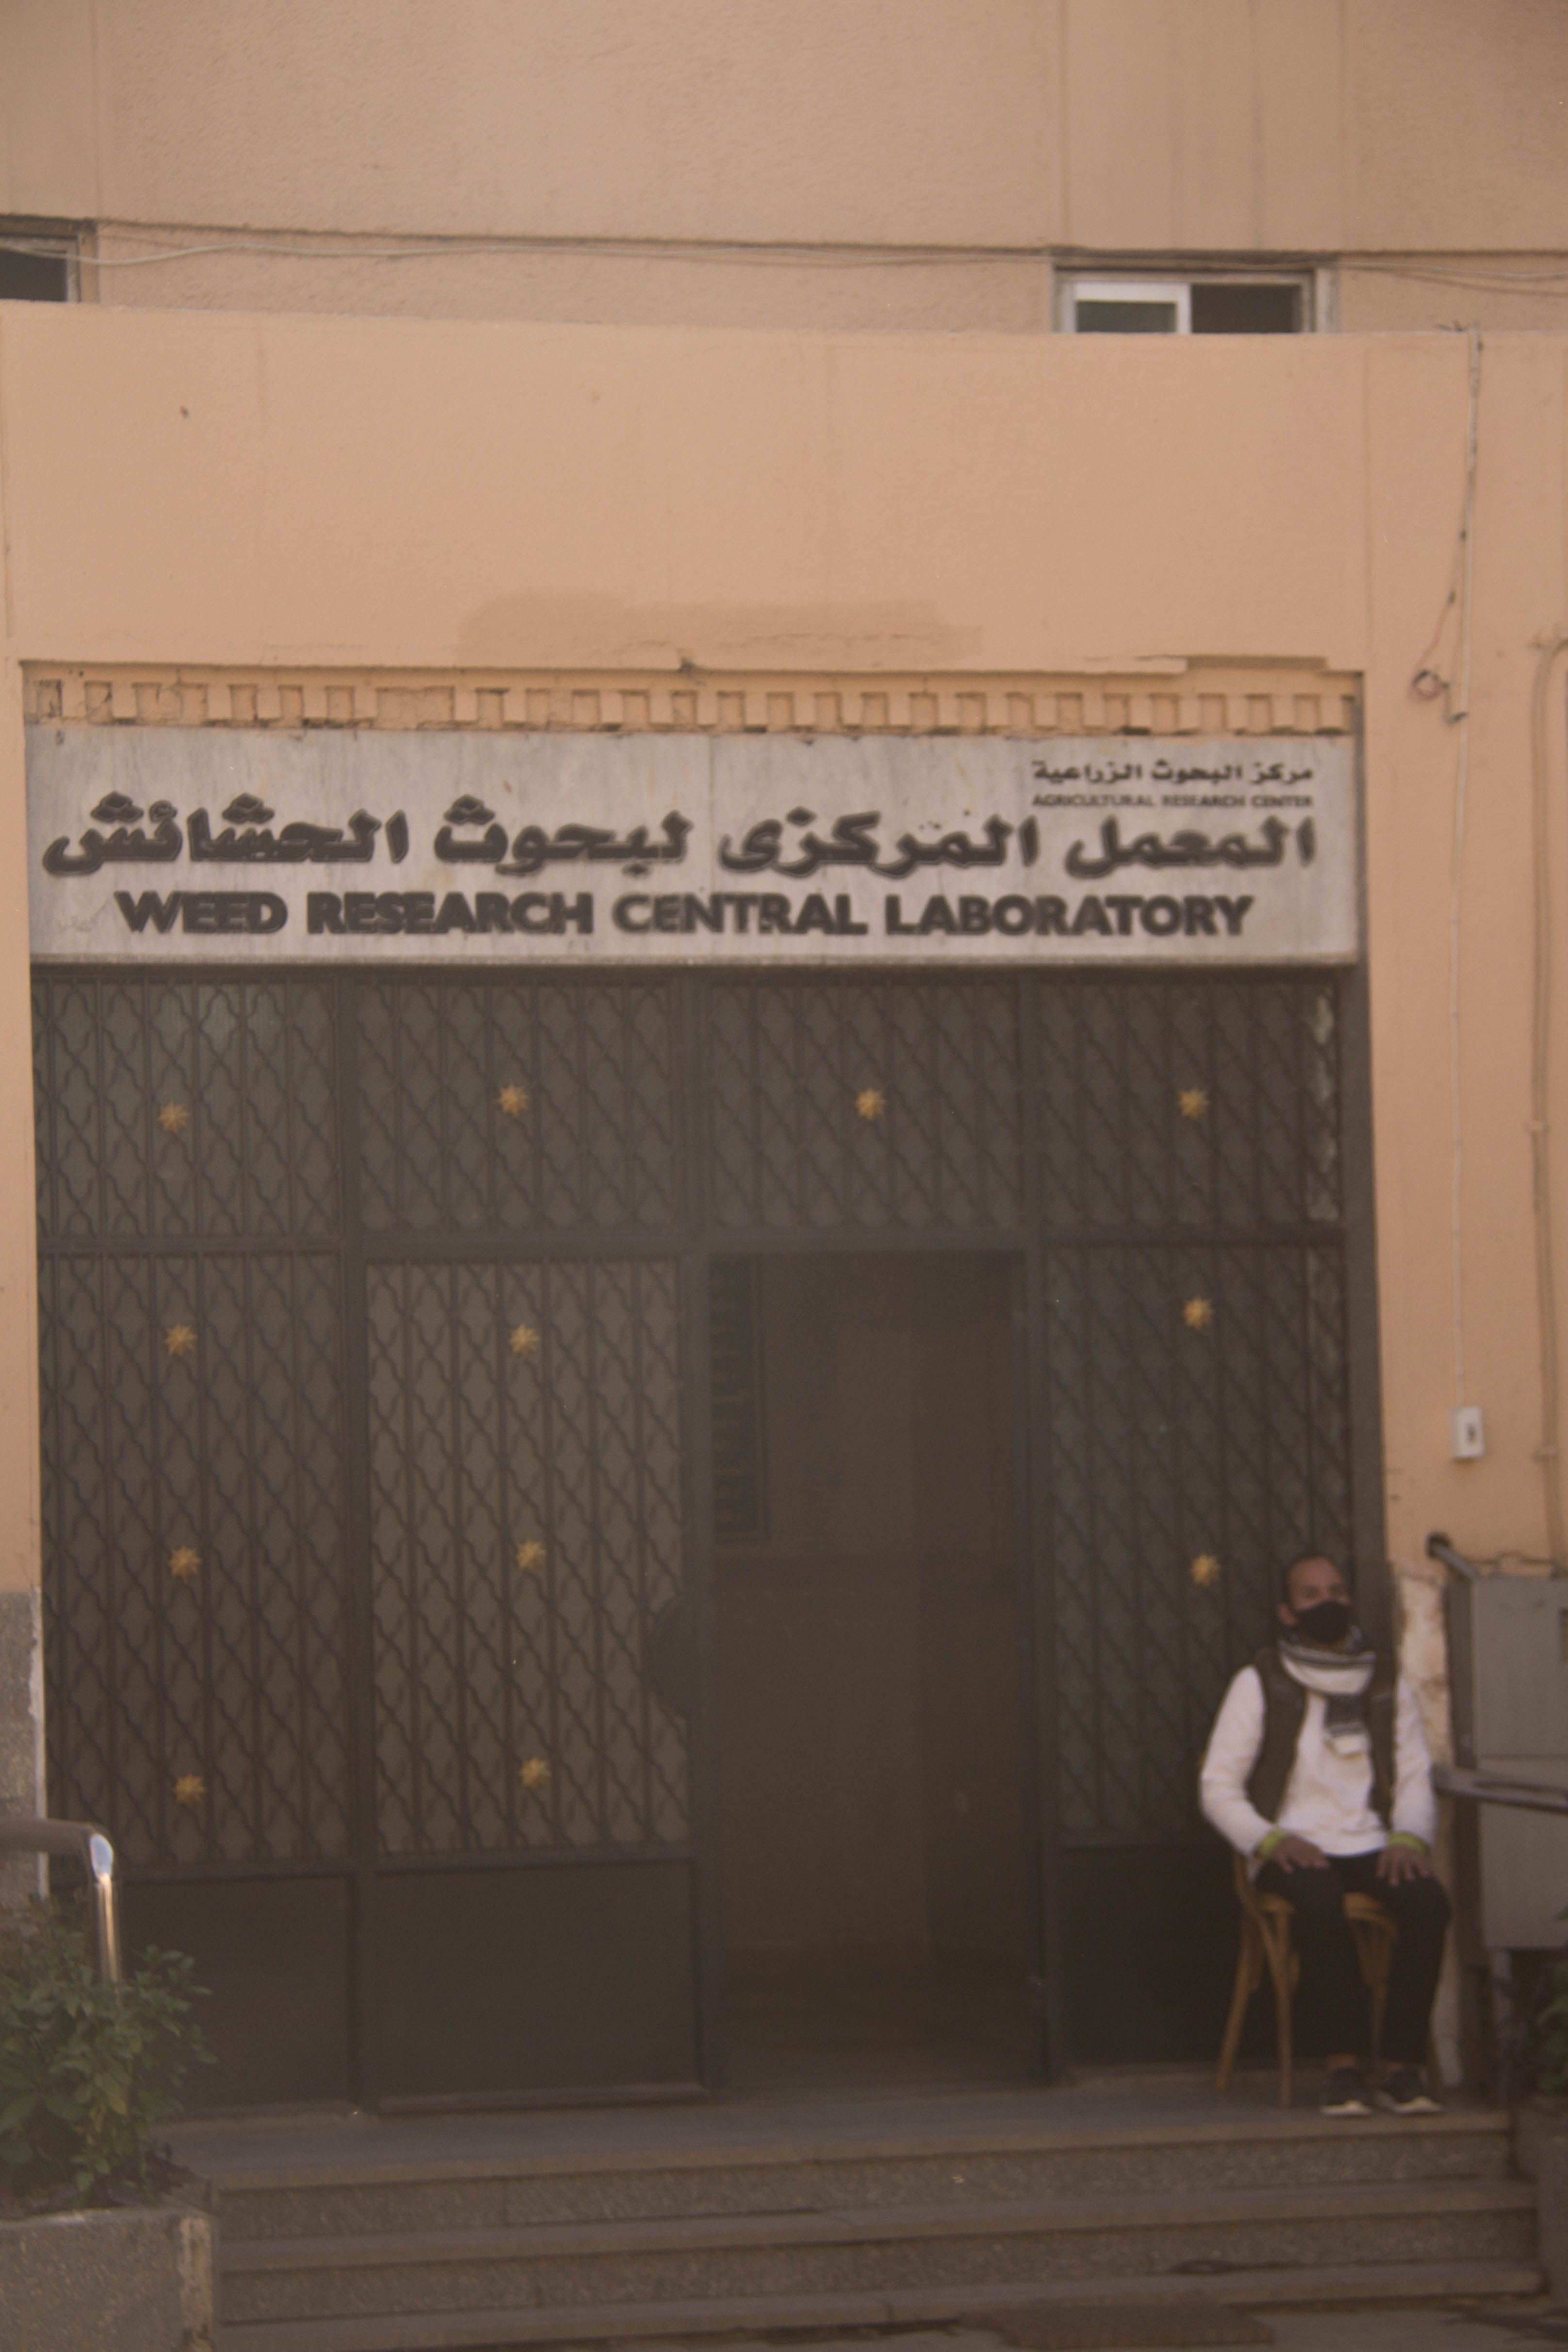 مركز البحوث الزراعية
AGRICULTURAL RESEARCH CENTER
المعمل المركزى لبحوث الحشائش
WEED RESEARCH CENTRAL LABORATORY